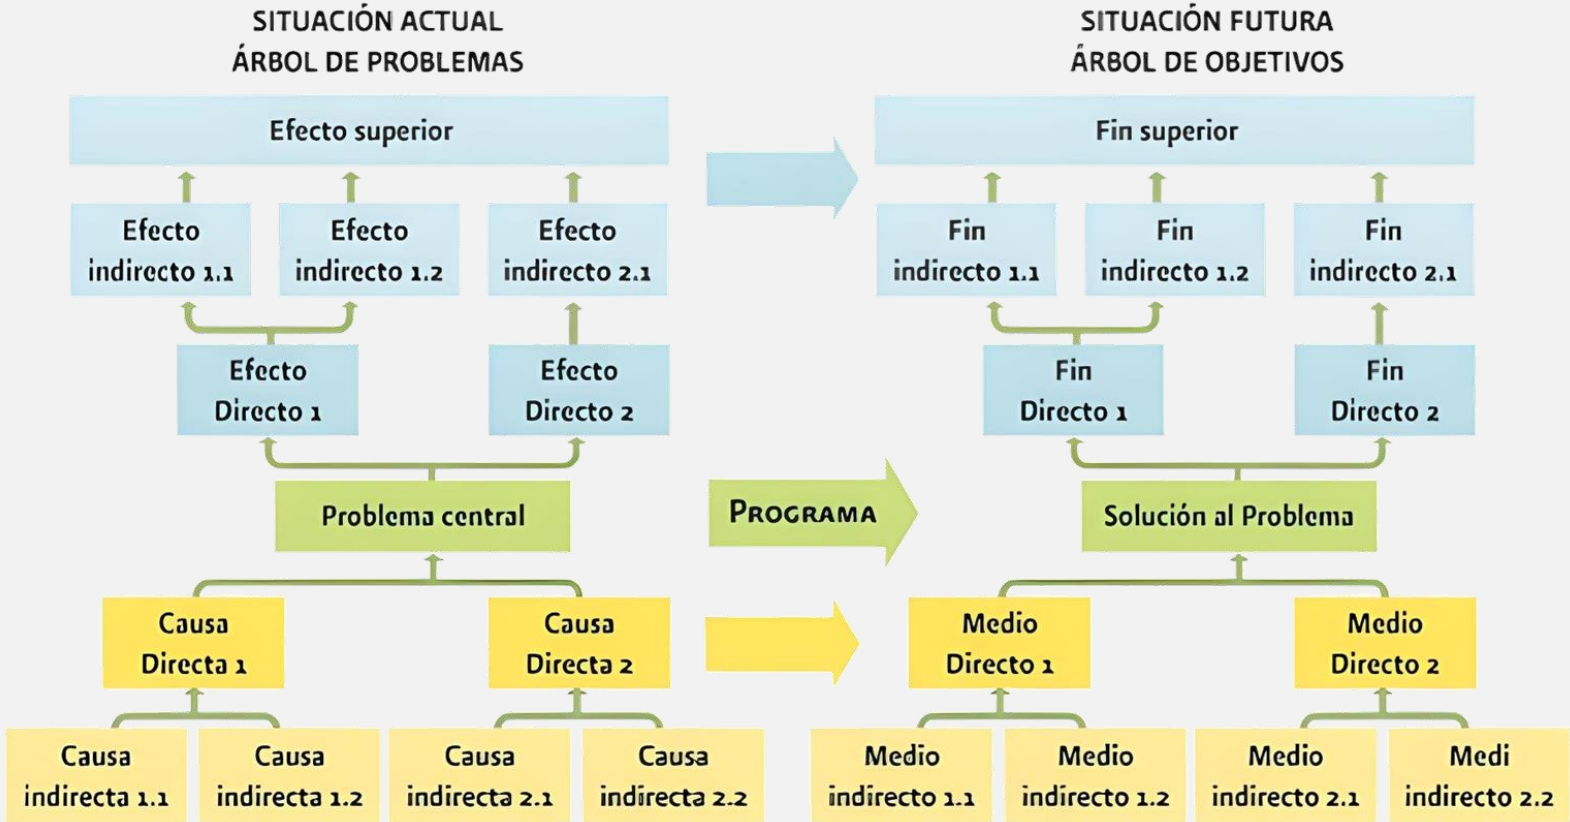 SITUACIÓN ACTUAL
ÁRBOL DE PROBLEMAS
Efecto superior
Efecto
indirecto 1.1
Efecto
indirecto 1.2
Efecto
indirecto 2.1
Efecto
Directo 1
Efecto
Directo 2
Problema central
Causa
Directa 1
Causa
Directa 2
Causa
indirecta 1.1
Causa
indirecta 1.2
Causa
indirecta 2.1
Causa
indirecta 2.2
PROGRAMA
SITUACIÓN FUTURA
ÁRBOL DE OBJETIVOS
Fin superior
Fin
indirecto 1.1
Fin
indirecto 1.2
Fin
indirecto 2.1
Fin
Directo 1
Fin
Directo 2
Solución al Problema
Medio
Directo 1
Medio
Directo 2
Medio
indirecto 1.1
Medio
indirecto 1.2
Medio
indirecto 2.1
Medi
indirecto 2.2